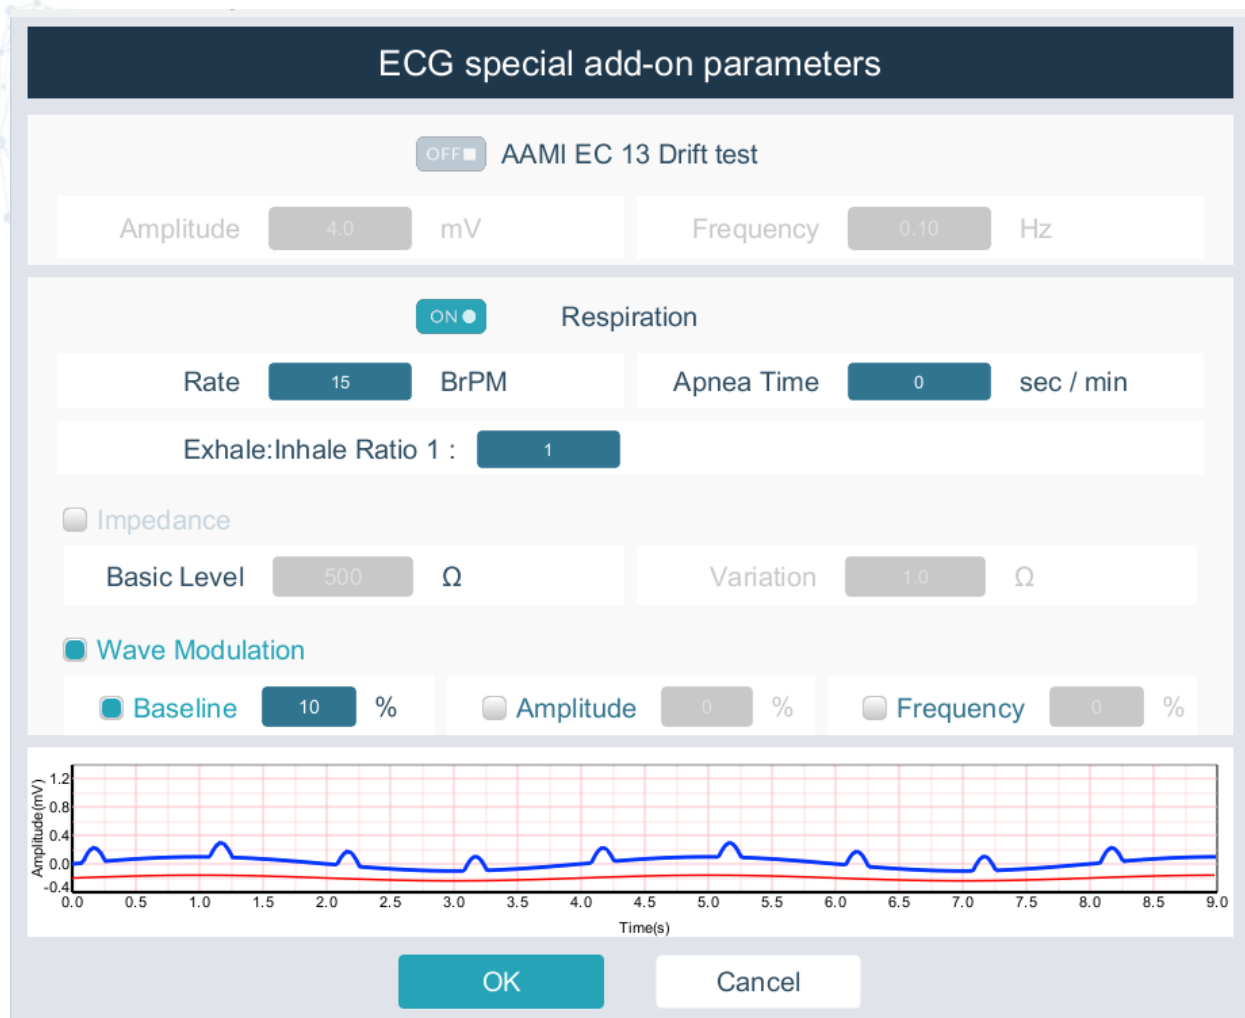 ECG special add-on parameters
OFF AAMI EC 13 Drift test
Amplitude 4.0 mV Frequency 0.10 Hz
ON Respiration
Rate 15 BrPM Apnea Time 0 sec / min
Exhale:Inhale Ratio 1 : 1
Impedance
Basic Level 500 Ω Variation 1.0 Ω
Wave Modulation
Baseline 10 % Amplitude 0 % Frequency 0 %
Amplitude(mV)
1.2
0.8
0.4
0.0
-0.4
0.0 0.5 1.0 1.5 2.0 2.5 3.0 3.5 4.0 4.5 5.0 5.5 6.0 6.5 7.0 7.5 8.0 8.5 9.0
Time(s)
OK Cancel